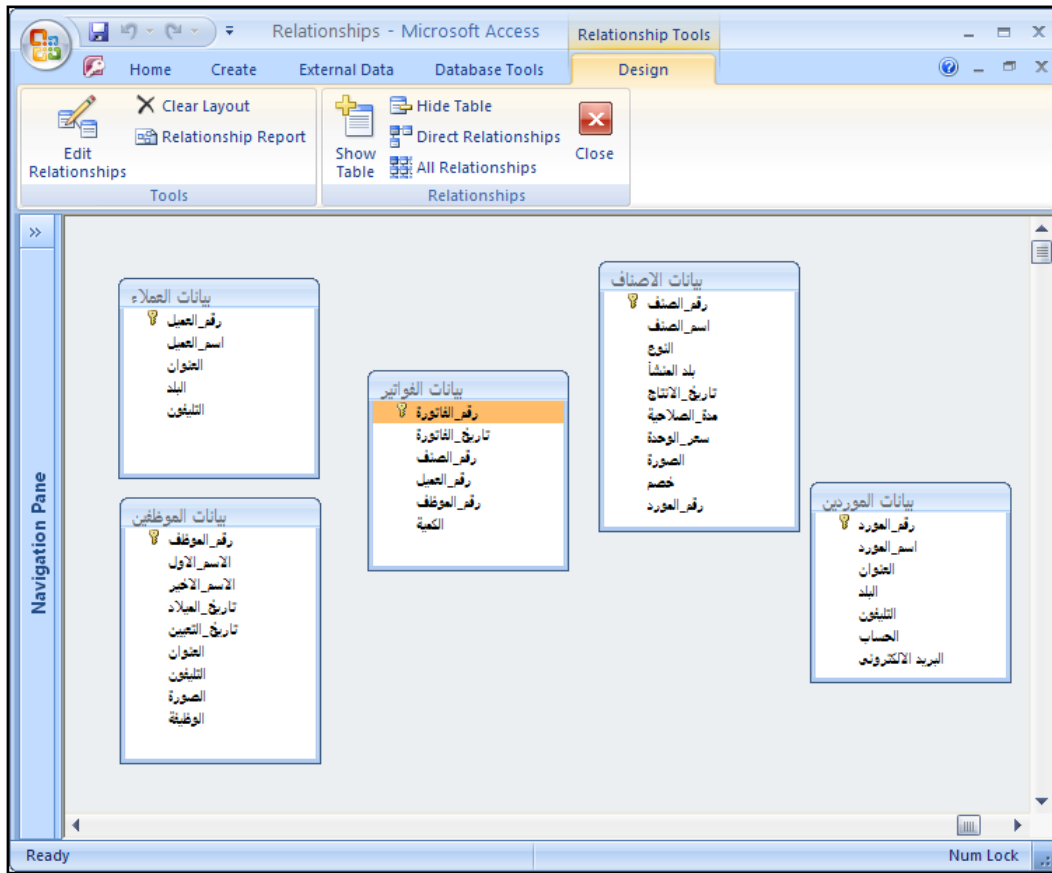 Relationships - Microsoft Access
Relationship Tools
Home
Create
External Data
Database Tools
Design
Edit Relationships
Clear Layout
Relationship Report
Tools
Show Table
Hide Table
Direct Relationships
All Relationships
Close
Relationships
Navigation Pane
بيانات العملاء
رقم_العميل
اسم_العميل
العنوان
البلد
التليفون
بيانات الموظفين
رقم_الموظف
الاسم_الاول
الاسم_الاخير
تاريخ_الميلاد
تاريخ_التعيين
العنوان
التليفون
الصورة
الوظيفة
بيانات الفواتير
رقم_الفاتورة
تاريخ_الفاتورة
رقم_الصنف
رقم_العميل
رقم_الموظف
الكمية
بيانات الاصناف
رقم_الصنف
اسم_الصنف
النوع
بلد المنشأ
تاريخ_الانتاج
مدة_الصلاحية
سعر_الوحدة
الصورة
خصم
رقم_المورد
بيانات الموردين
رقم_المورد
اسم_المورد
العنوان
البلد
التليفون
الحساب
البريد الالكترونى
Ready
Num Lock